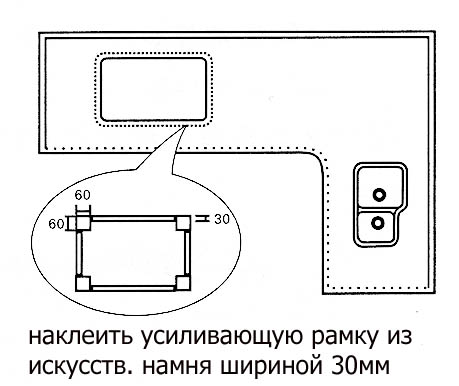 60
60
30
наклеить усиливающую рамку из
искусств. намня шириной 30мм